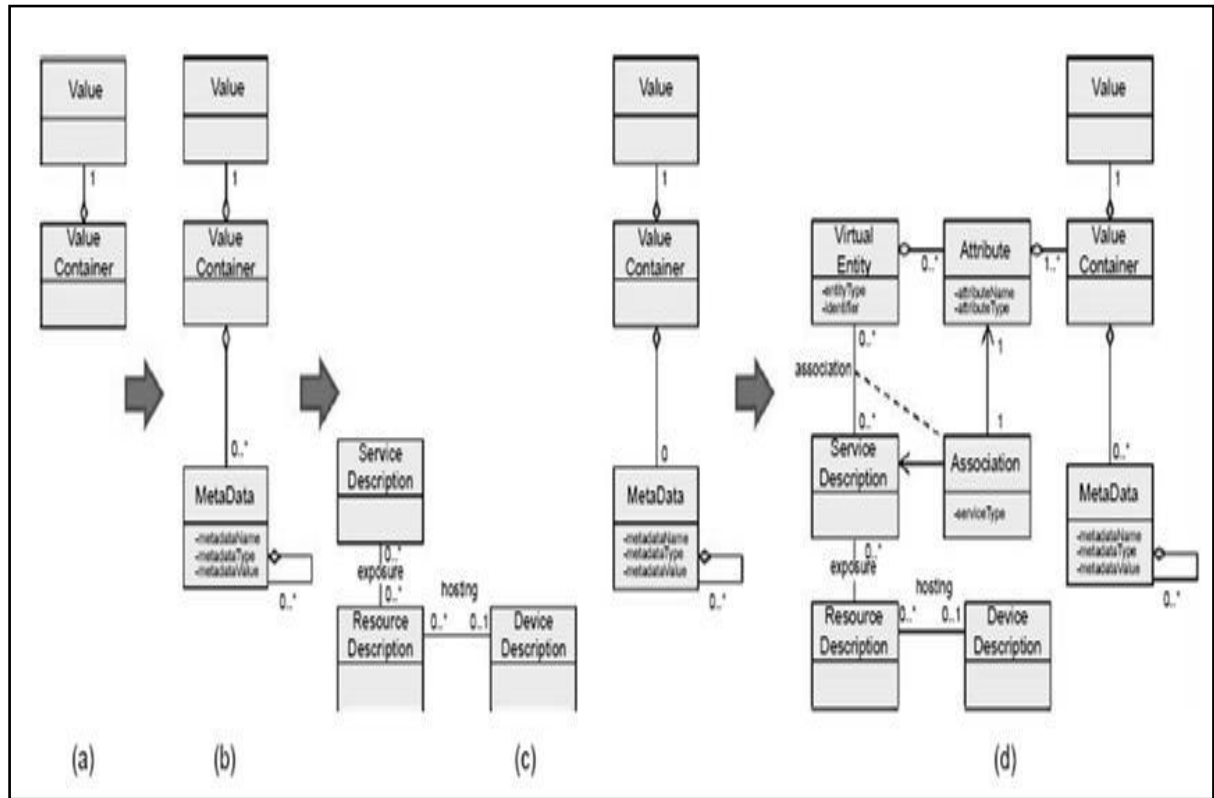 Value
1
Value
Container
(a)
Value
1
Value
Container
0..*
MetaData
-metadataName
-metadataType
-metadataValue
0..*
(b)
Service
Description
0..*
exposure
0..*
Resource
Description
0..*
hosting
0..1
Device
Description
Value
1
Value
Container
0
MetaData
-metadataName
-metadataType
-metadataValue
0..*
(c)
Virtual
Entity
-entityType
-identifier
0..*
Attribute
-attributeName
-attributeType
1..*
Value
1
Value
Container
0..*
association
0..*
1
1
Service
Description
Association
-serviceType
0..*
exposure
Resource
Description
0..*
hosting
0..1
Device
Description
0..*
MetaData
-metadataName
-metadataType
-metadataValue
0..*
(d)